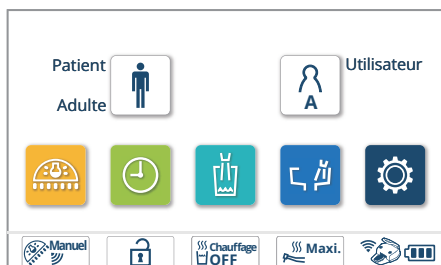 Patient
Utilisateur
Adulte
A
Manuel
Chauffage
OFF
Maxi.